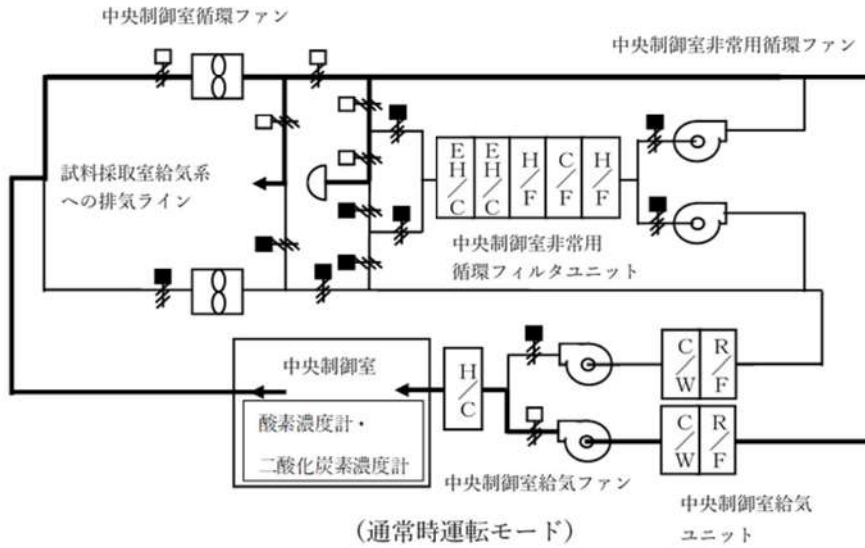 中央制御室循環ファン
中央制御室非常用循環ファン
試料採取室給気系
への排気ライン
EH/C
EH/C
H/F
C/F
H/F
中央制御室非常用
循環フィルタユニット
中央制御室
酸素濃度計・
二酸化炭素濃度計
H/C
C/W
R/F
C/W
R/F
中央制御室給気ファン
中央制御室給気
ユニット
(通常時運転モード)